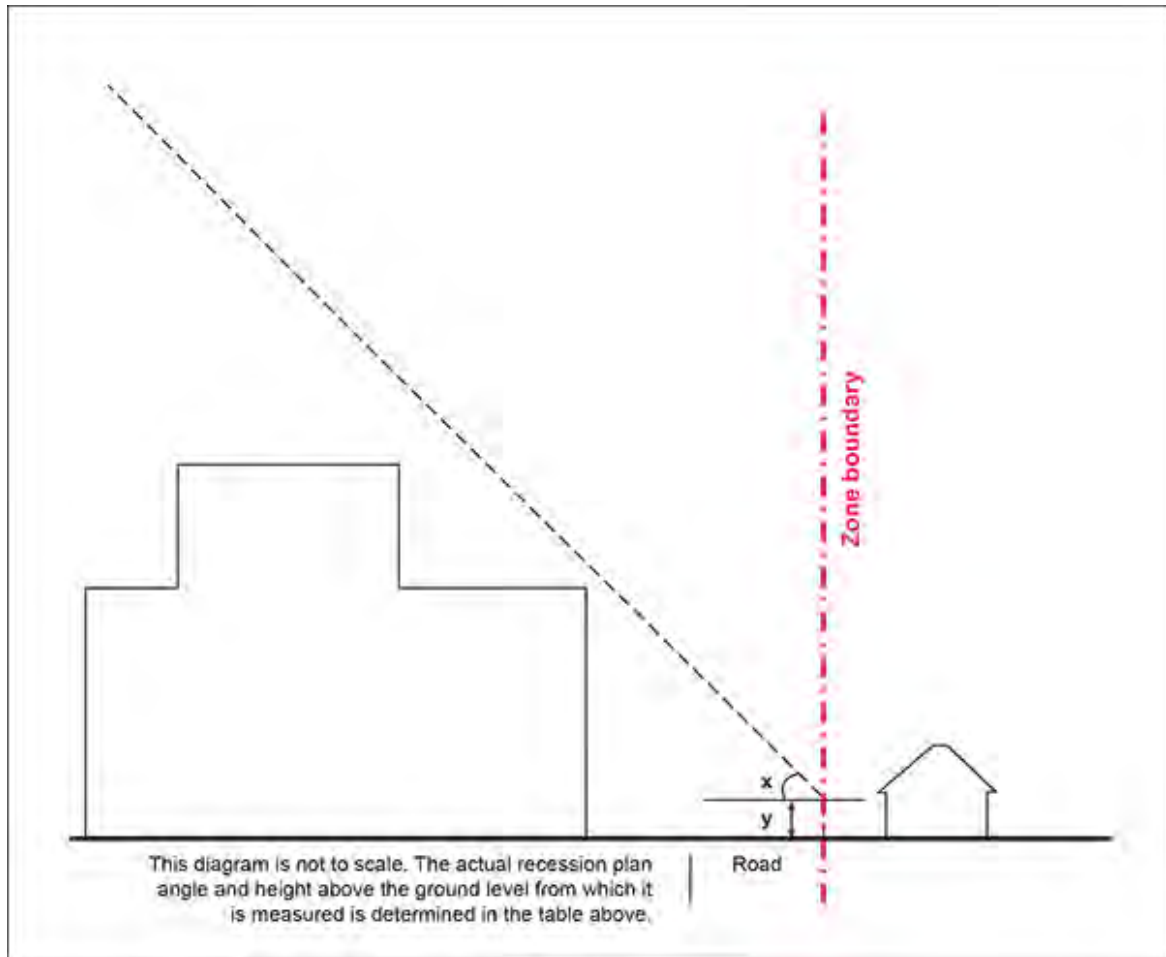 Zone boundary
x
y
This diagram is not to scale. The actual recession plan
angle and height above the ground level from which it
is measured is determined in the table above.
Road